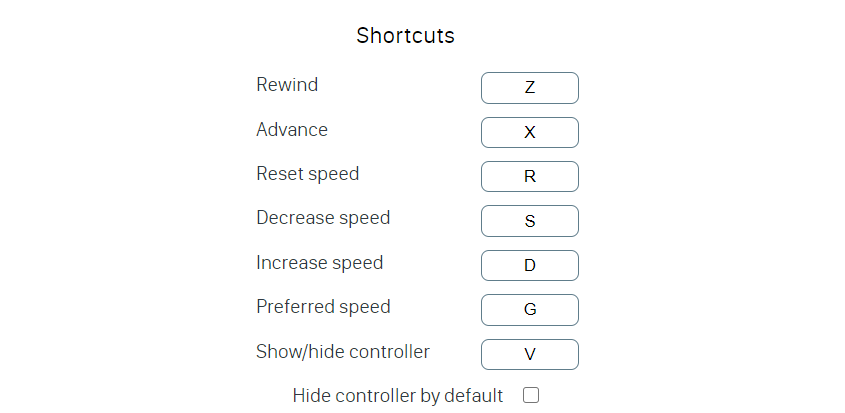 Shortcuts
Rewind Z
Advance X
Reset speed R
Decrease speed S
Increase speed D
Preferred speed G
Show/hide controller V
Hide controller by default